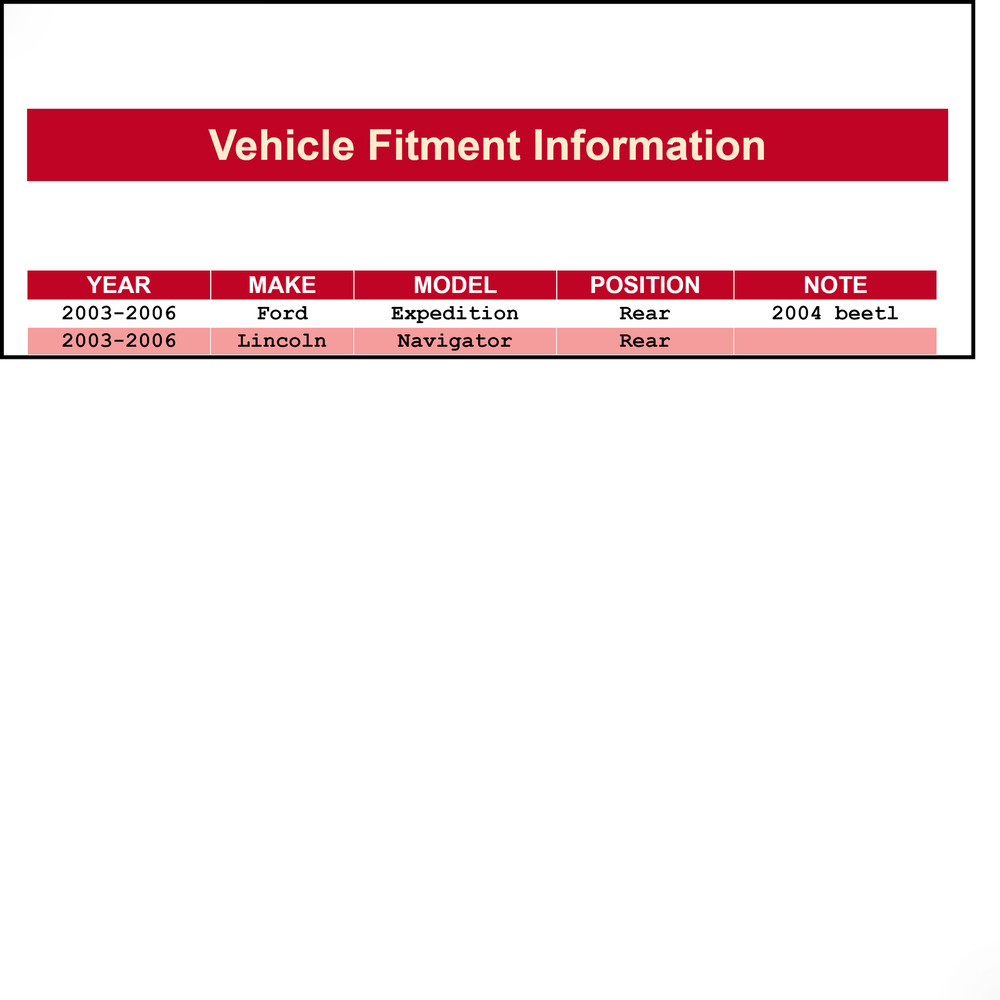 Vehicle Fitment Information
YEAR MAKE MODEL POSITION NOTE
2003-2006 Ford Expedition Rear 2004 beetl
2003-2006 Lincoln Navigator Rear